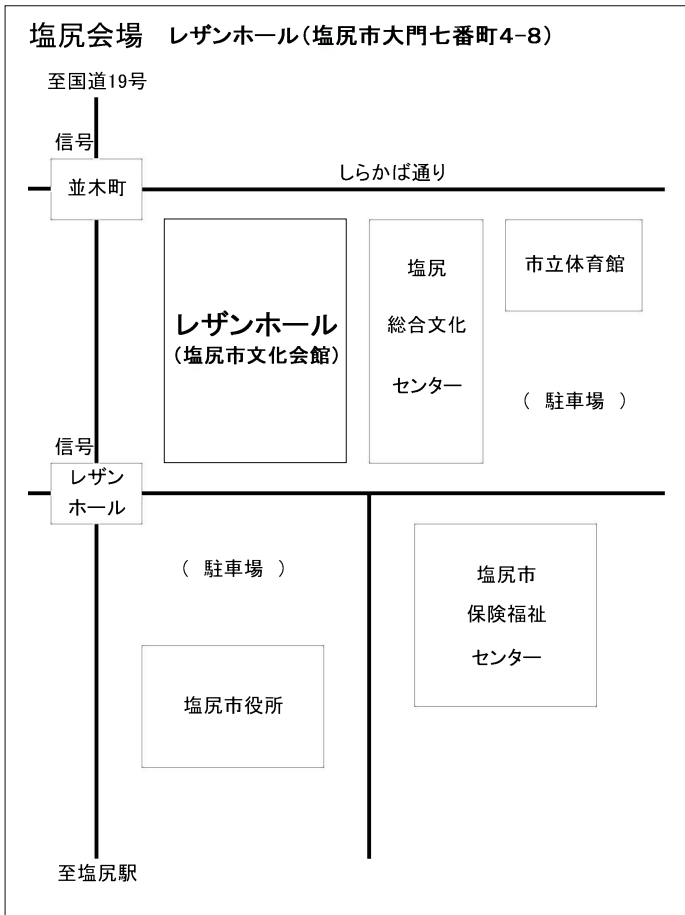 塩尻会場 レザンホール(塩尻市大門七番町4-8)
至国道19号
信号
並木町
しらかば通り
レザンホール
(塩尻市文化会館)
塩尻
総合文化
センター
市立体育館
( 駐車場 )
信号
レザン
ホール
( 駐車場 )
塩尻市
保険福祉
センター
塩尻市役所
至塩尻駅